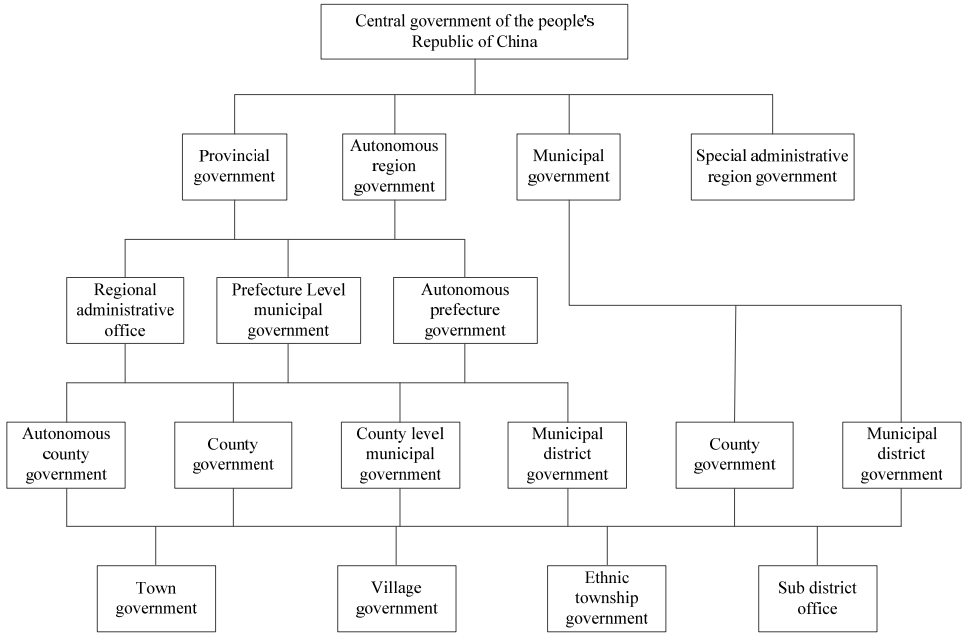 Central government of the people's
Republic of China
Provincial
government
Autonomous
region
government
Municipal
government
Special administrative
region government
Regional
administrative
office
Prefecture Level
municipal
government
Autonomous
prefecture
government
Autonomous
county
government
County
government
County level
municipal
government
Municipal
district
government
County
government
Municipal
district
government
Town
government
Village
government
Ethnic
township
government
Sub district
office